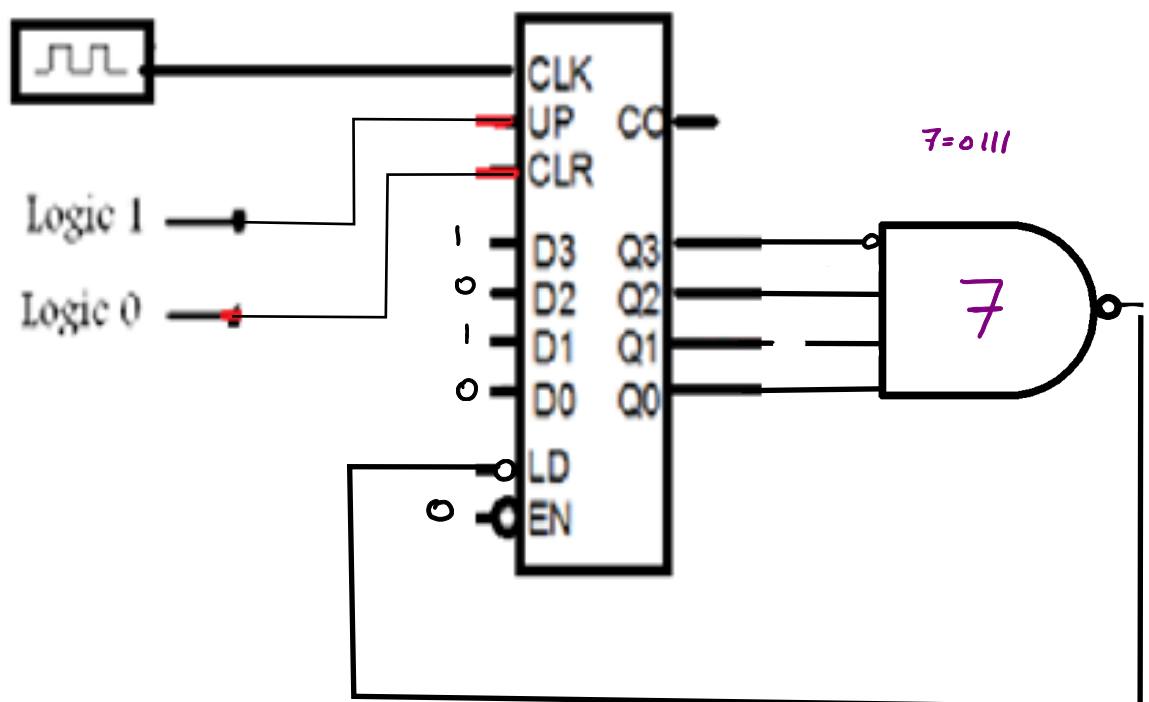 CLK
UP CO
7=0111
CLR
Logic 1
1 D3 Q3
0 D2 Q2
7
Logic 0
1 D1 Q1
0 D0 Q0
LD
0 EN